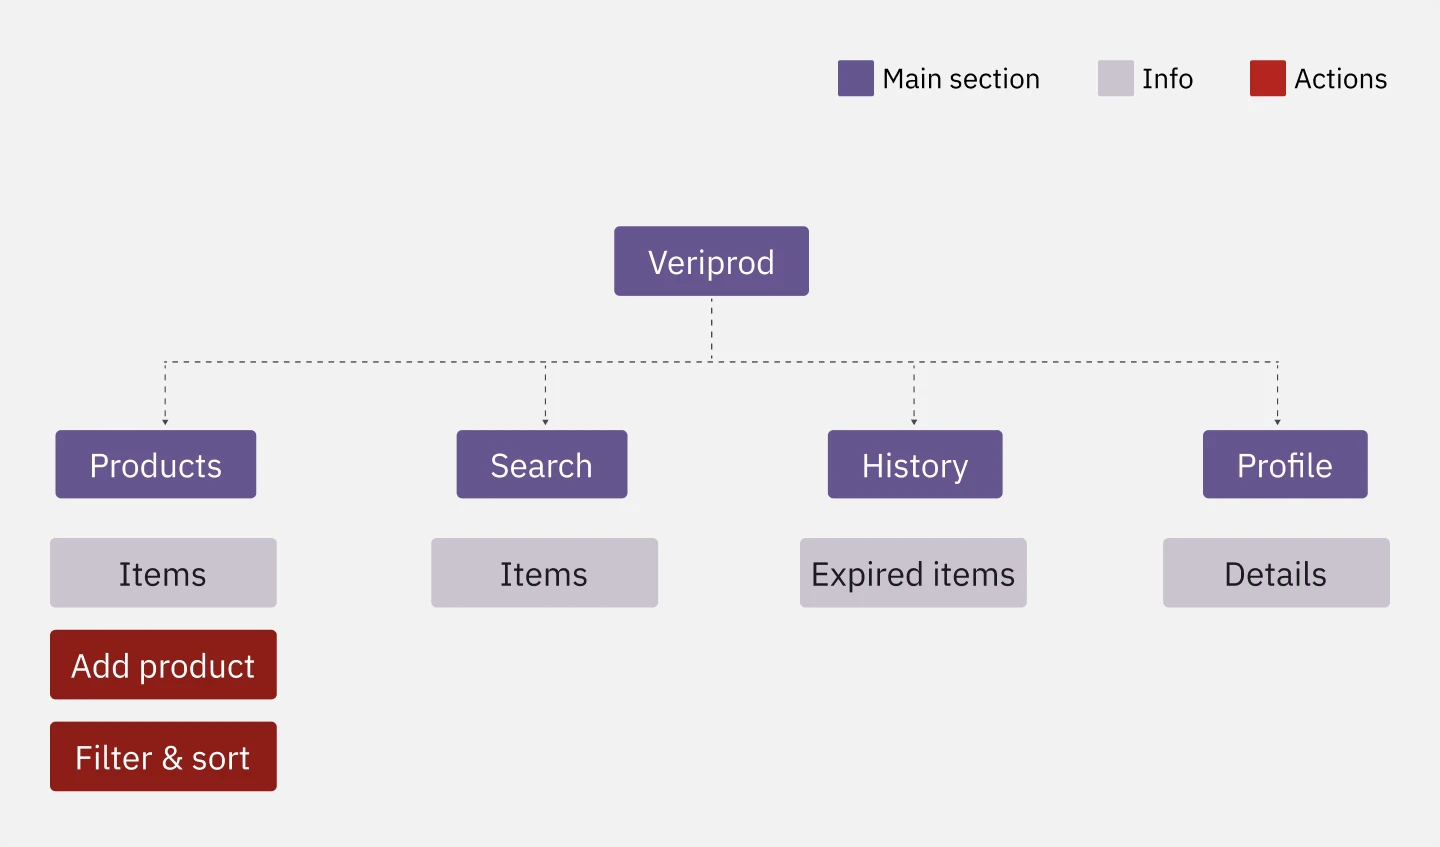 Main section
Info
Actions
Veriprod
Products
Search
History
Profile
Items
Items
Expired items
Details
Add product
Filter & sort